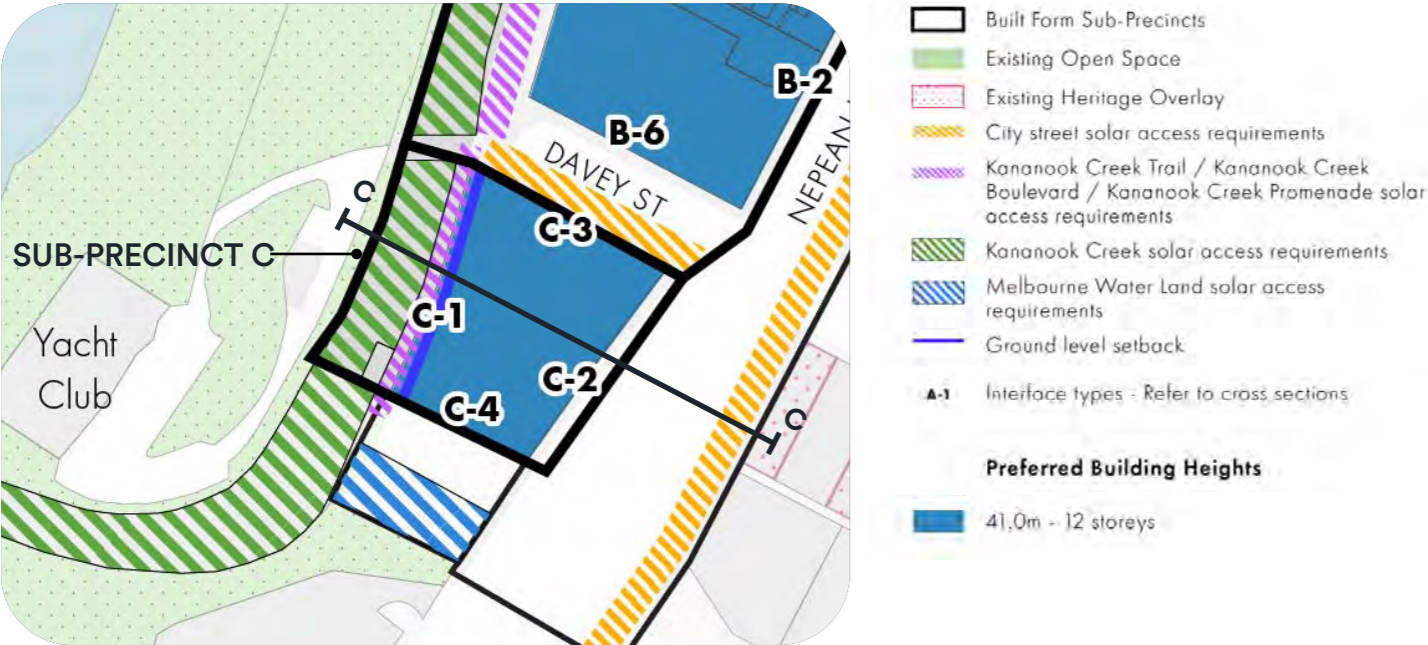 B-2
B-6
DAVEY ST
NEPEAN
C
C-3
SUB-PRECINCT C
C-1
Yacht
Club
C-2
C-4
C
Built Form Sub-Precincts
Existing Open Space
Existing Heritage Overlay
City street solar access requirements
Kananook Creek Trail / Kananook Creek
Boulevard / Kananook Creek Promenade solar
access requirements
Kananook Creek solar access requirements
Melbourne Water Land solar access
requirements
Ground level setback
A-1 Interface types - Refer to cross sections
Preferred Building Heights
41.0m - 12 storeys